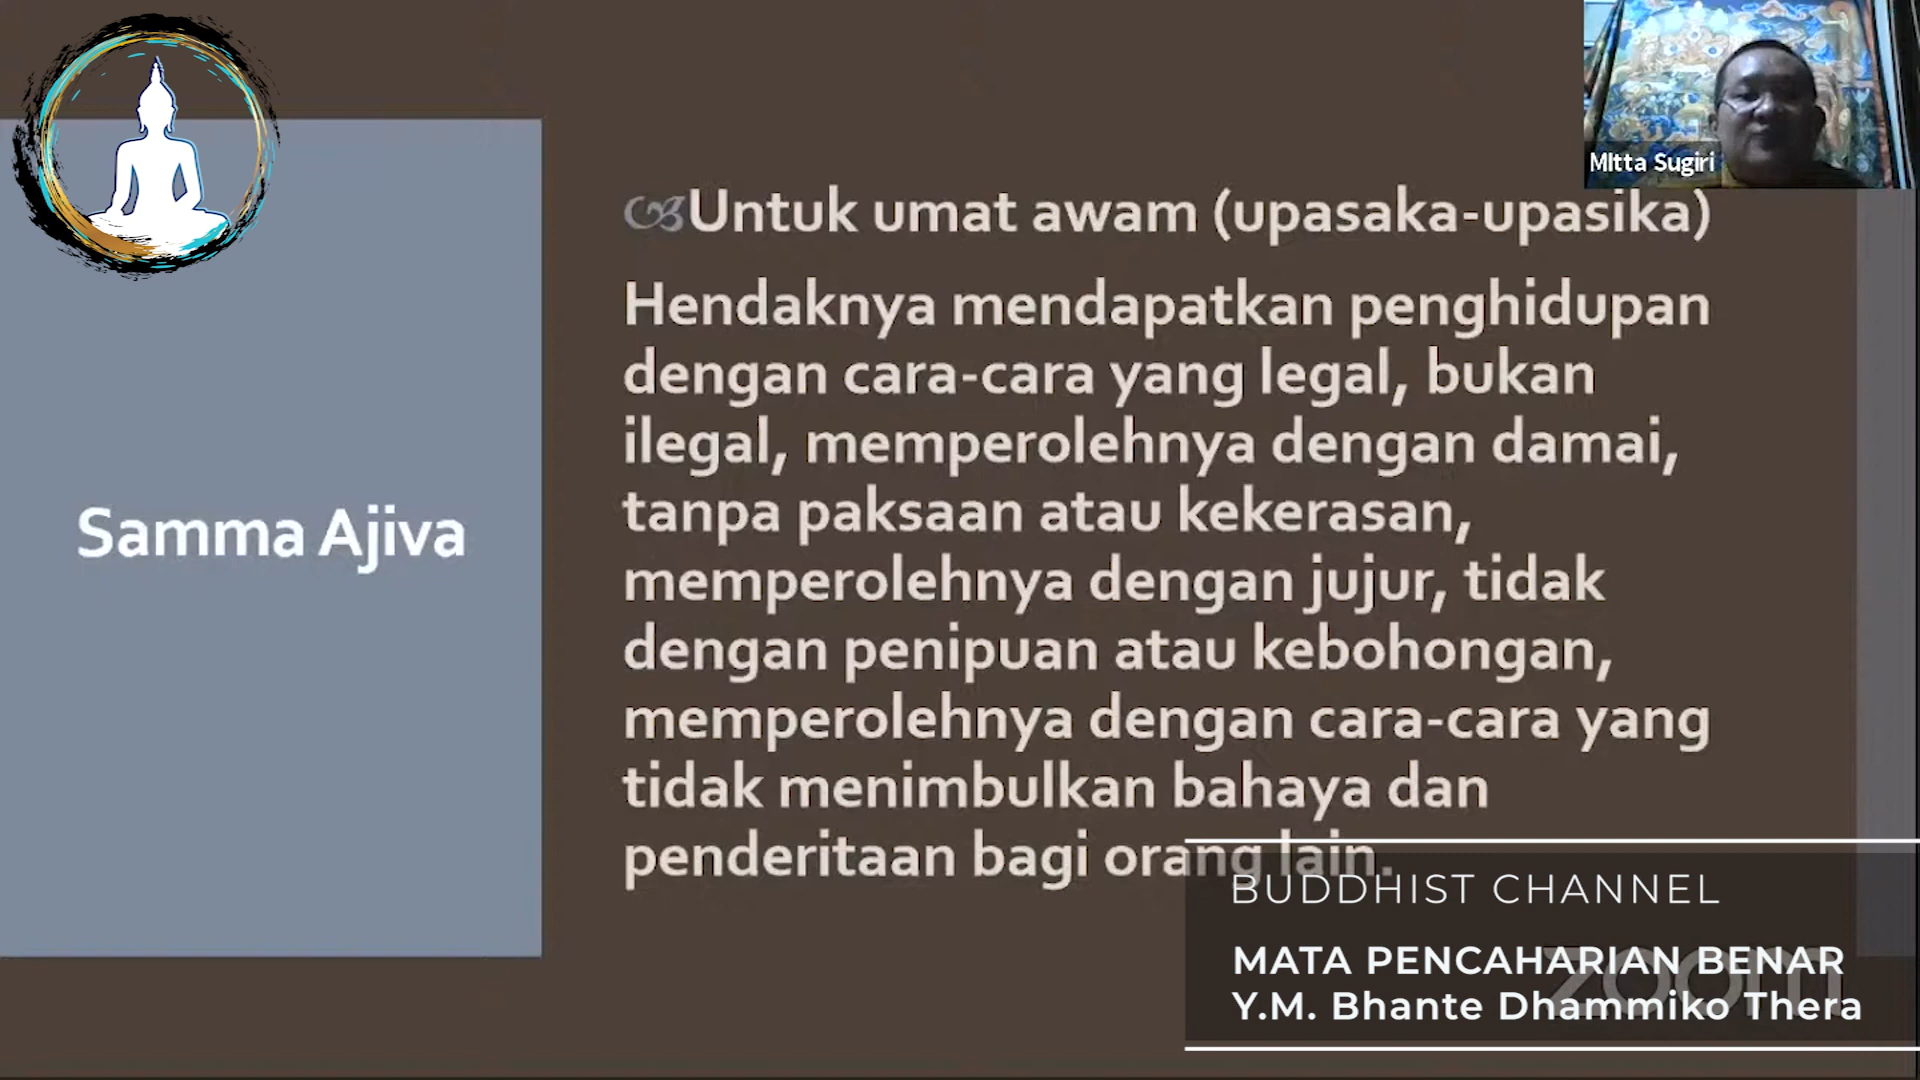 MItta Sugiri
Untuk umat awam (upasaka-upasika)
Hendaknya mendapatkan penghidupan
dengan cara-cara yang legal, bukan
ilegal, memperolehnya dengan damai,
tanpa paksaan atau kekerasan,
memperolehnya dengan jujur, tidak
dengan penipuan atau kebohongan,
memperolehnya dengan cara-cara yang
tidak menimbulkan bahaya dan
penderitaan bagi orang lain.
Samma Ajiva
BUDDHIST CHANNEL
MATA PENCAHARIAN BENAR
Y.M. Bhante Dhammiko Thera
zoom